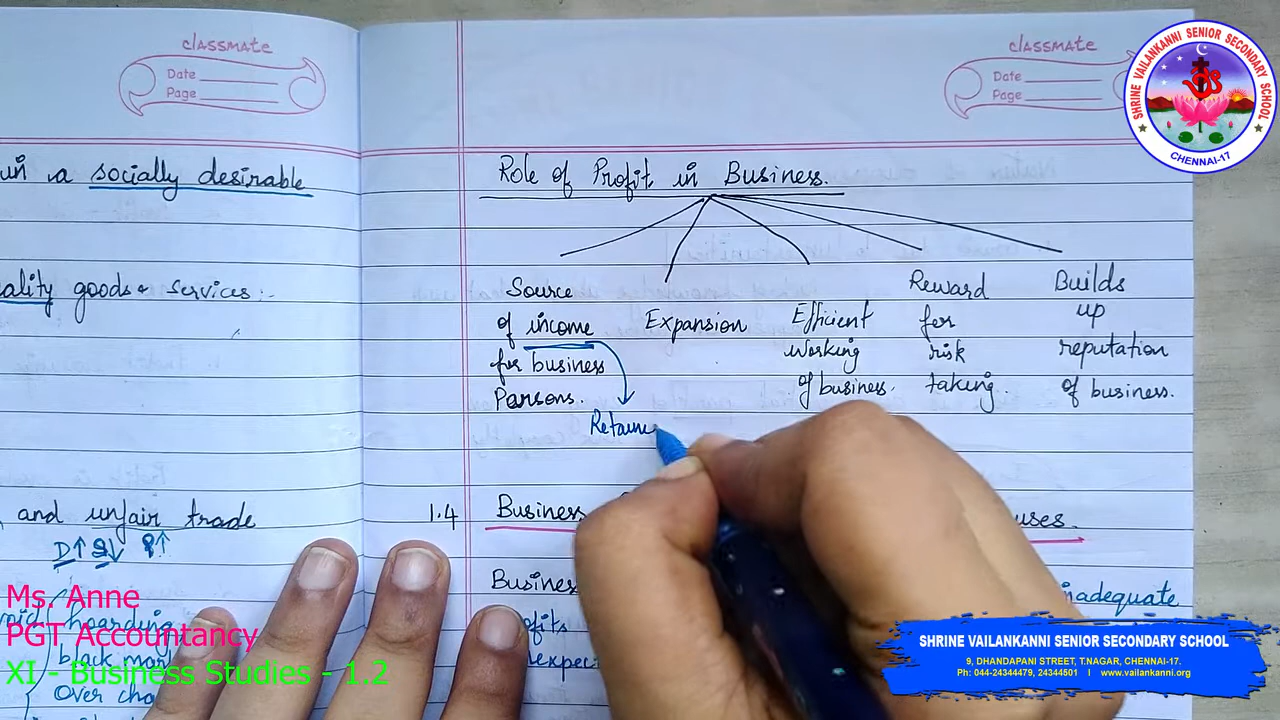 classmate
Date
Page
classmate
Date
Page
SHRINE VAILANKANNI SENIOR SECONDARY SCHOOL
CHENNAI-17
in a socially desirable
ality goods & services:-
and unfair trade
D↑ S↓ P↑
hoarding
black mar
Over cha
Role of Profit in Business.
Source
of income
for business
Persons.
Expansion
Efficient
Working
of business.
Reward
for
risk
taking.
Builds
up
reputation
of business.
1.4
Business
uses.
Business
inadequate
ofits
expec
Ms. Anne
PGT Accountancy
XI - Business Studies - 1.2
SHRINE VAILANKANNI SENIOR SECONDARY SCHOOL
9, DHANDAPANI STREET, T.NAGAR, CHENNAI-17.
Ph: 044-24344479, 24344501 I www.vailankanni.org